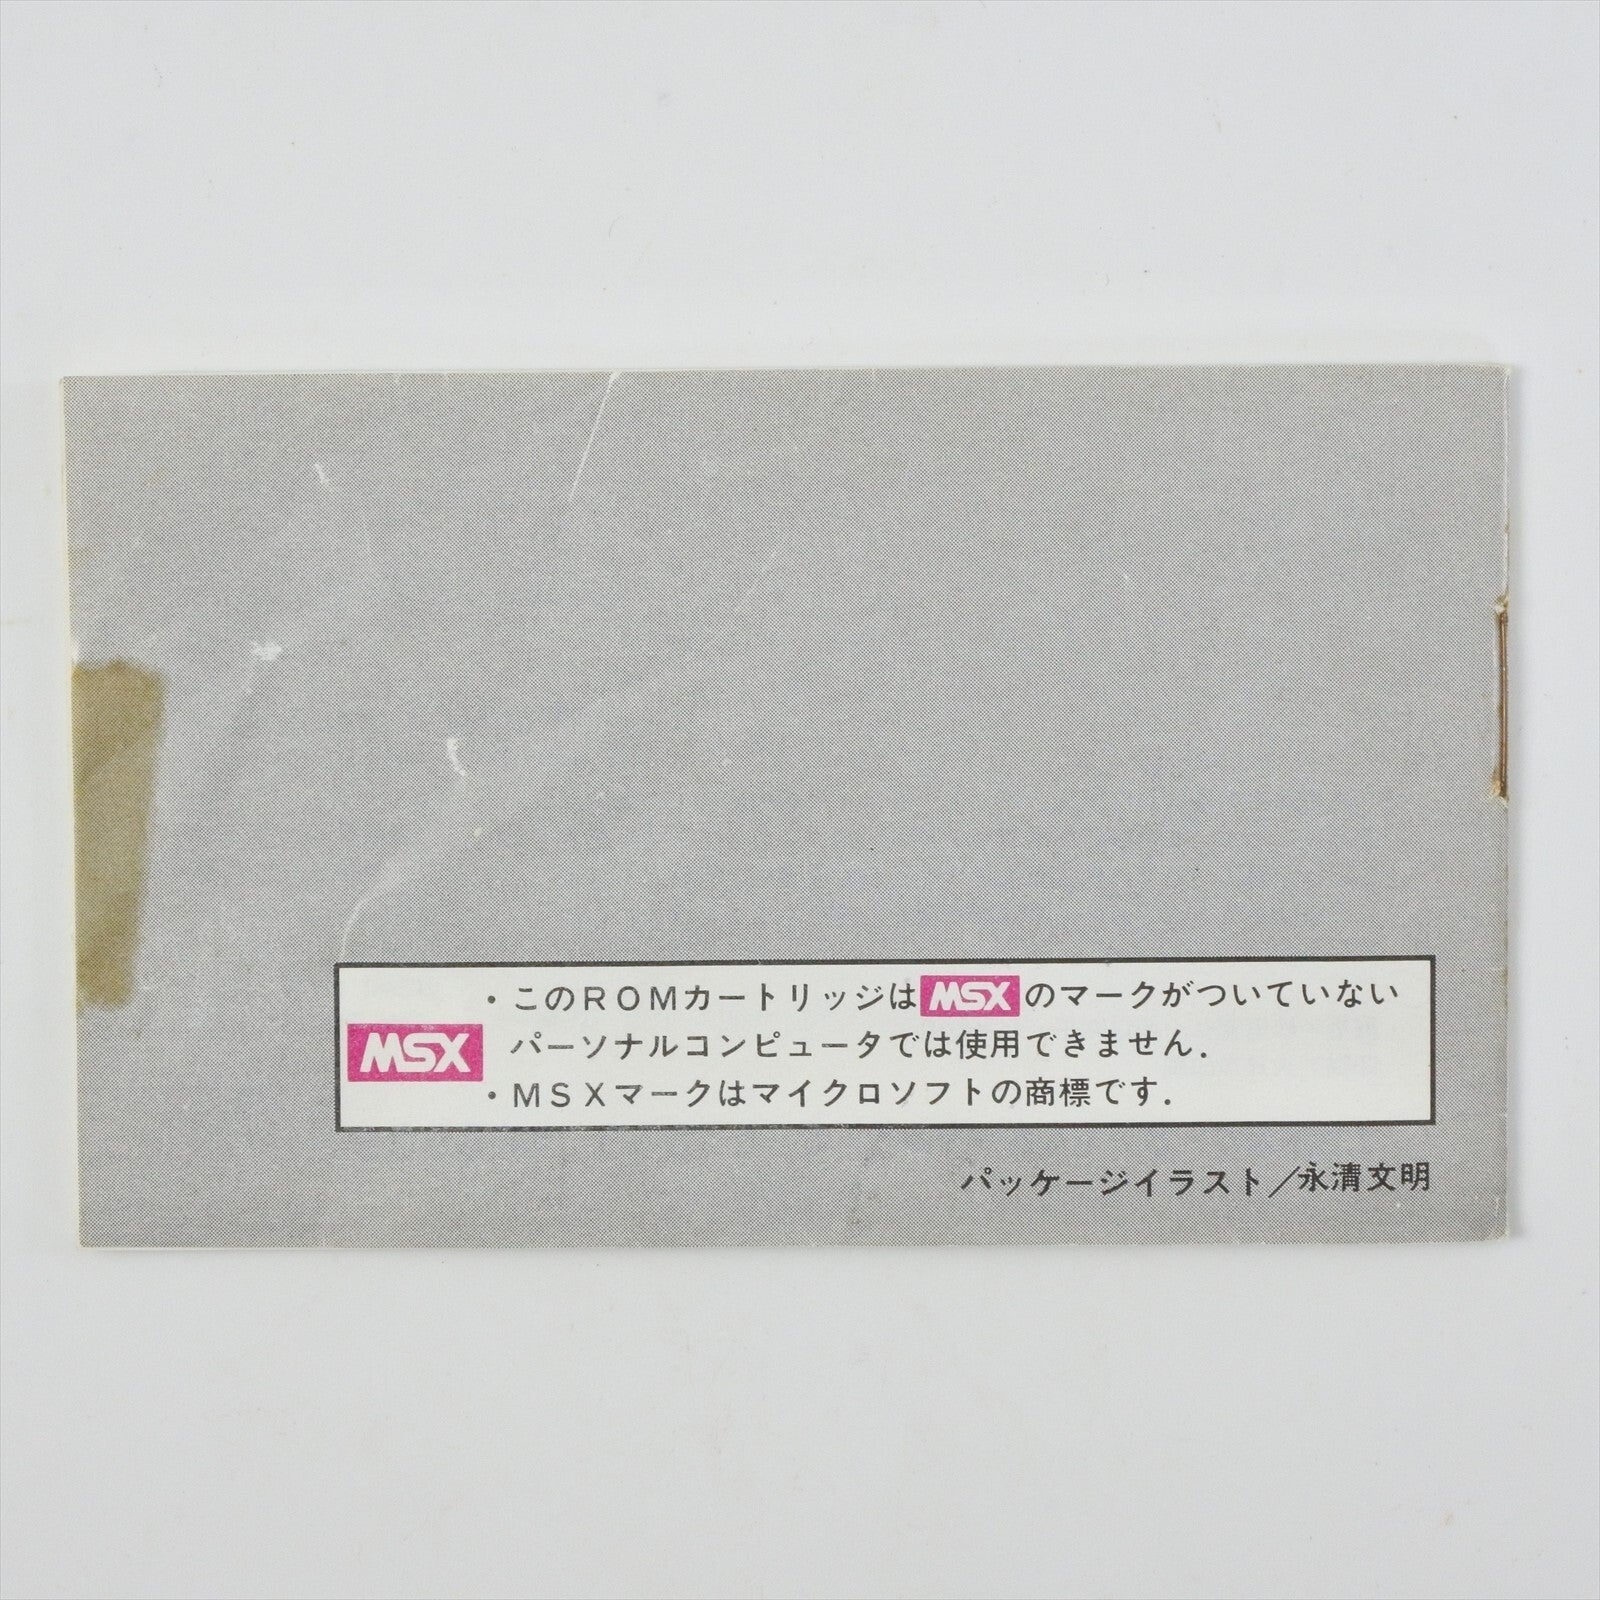 ・このROMカートリッジはMSXのマークがついていない
MSX パーソナルコンピュータでは使用できません.
・MSXマークはマイクロソフトの商標です.
パッケージイラスト／永清文明